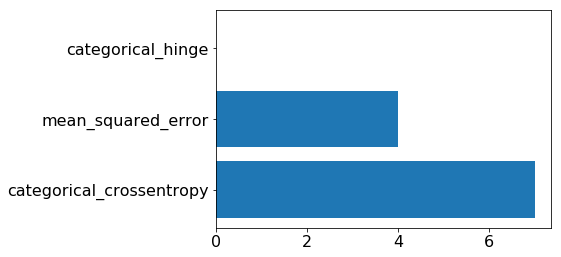 categorical_hinge
mean_squared_error
categorical_crossentropy
0 2 4 6